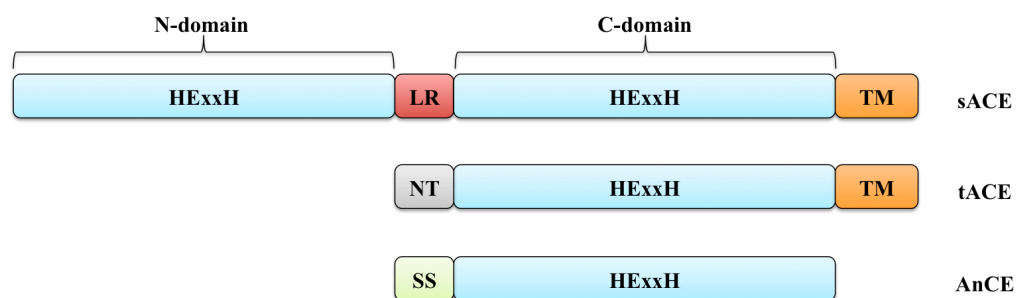 N-domain C-domain
HExxH LR HExxH TM sACE
NT HExxH TM tACE
SS HExxH AnCE